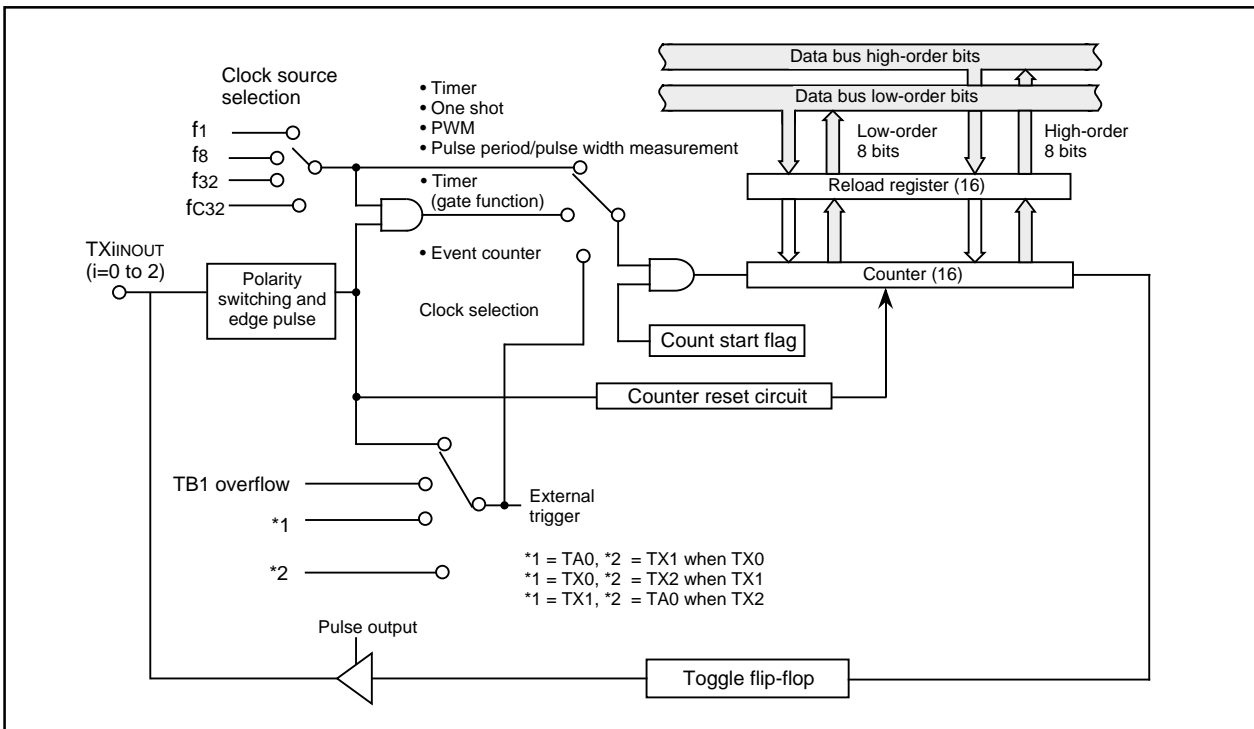 Data bus high-order bits
Data bus low-order bits
Clock source
selection
• Timer
• One shot
• PWM
• Pulse period/pulse width measurement
Low-order
8 bits
High-order
8 bits
f1
f8
f32
fC32
Reload register (16)
• Timer
(gate function)
• Event counter
Clock selection
TXiINOUT
(i=0 to 2)
Polarity
switching and
edge pulse
Counter (16)
Count start flag
Counter reset circuit
TB1 overflow
*1
*2
External
trigger
*1 = TA0, *2 = TX1 when TX0
*1 = TX0, *2 = TX2 when TX1
*1 = TX1, *2 = TA0 when TX2
Pulse output
Toggle flip-flop